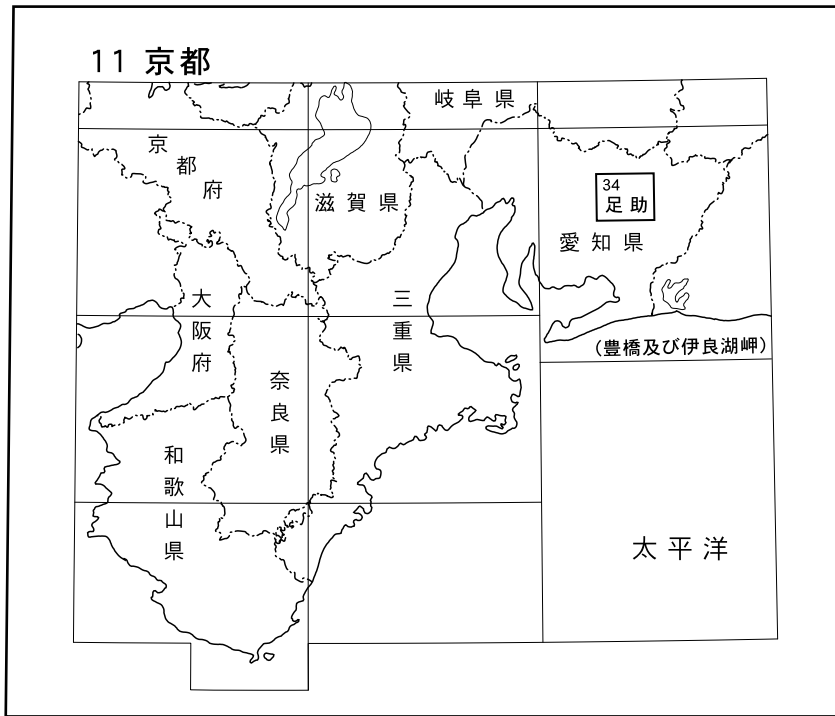 11 京都
岐阜県
京都府
滋賀県
34
足助
愛知県
大阪府
三重県
(豊橋及び伊良湖岬)
奈良県
和歌山県
太平洋